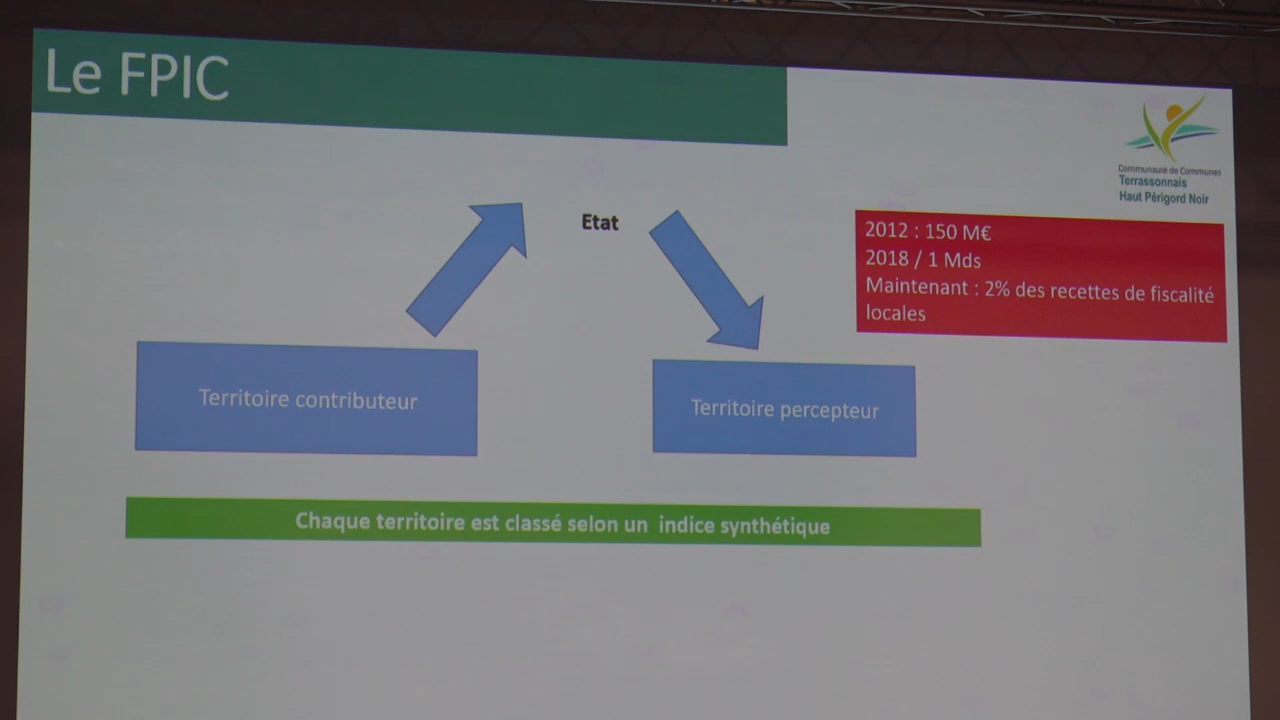 Le FPIC
Communauté de Communes
Terrassonnais
Haut Périgord Noir
Etat
2012 : 150 M€
2018 / 1 Mds
Maintenant : 2% des recettes de fiscalité
locales
Territoire contributeur
Territoire percepteur
Chaque territoire est classé selon un indice synthétique